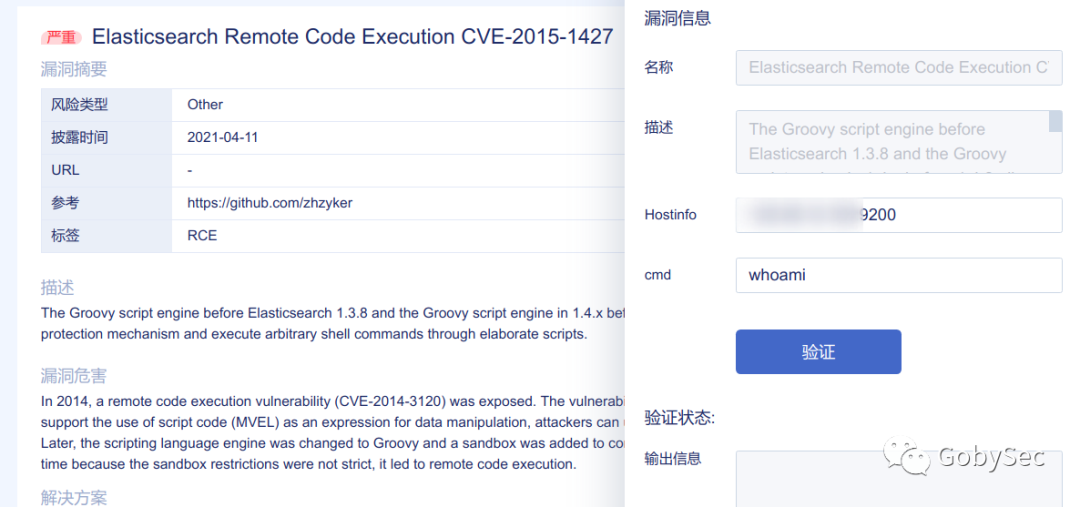 严重 Elasticsearch Remote Code Execution CVE-2015-1427
漏洞摘要
风险类型 Other
披露时间 2021-04-11
URL -
参考 https://github.com/zhzyker
标签 RCE
描述
The Groovy script engine before Elasticsearch 1.3.8 and the Groovy script engine in 1.4.x bef
protection mechanism and execute arbitrary shell commands through elaborate scripts.
漏洞危害
In 2014, a remote code execution vulnerability (CVE-2014-3120) was exposed. The vulnerabi
support the use of script code (MVEL) as an expression for data manipulation, attackers can
Later, the scripting language engine was changed to Groovy and a sandbox was added to con
time because the sandbox restrictions were not strict, it led to remote code execution.
解决方案
漏洞信息
名称 Elasticsearch Remote Code Execution C
描述 The Groovy script engine before
Elasticsearch 1.3.8 and the Groovy
Hostinfo 9200
cmd whoami
验证
验证状态:
输出信息
GobySec